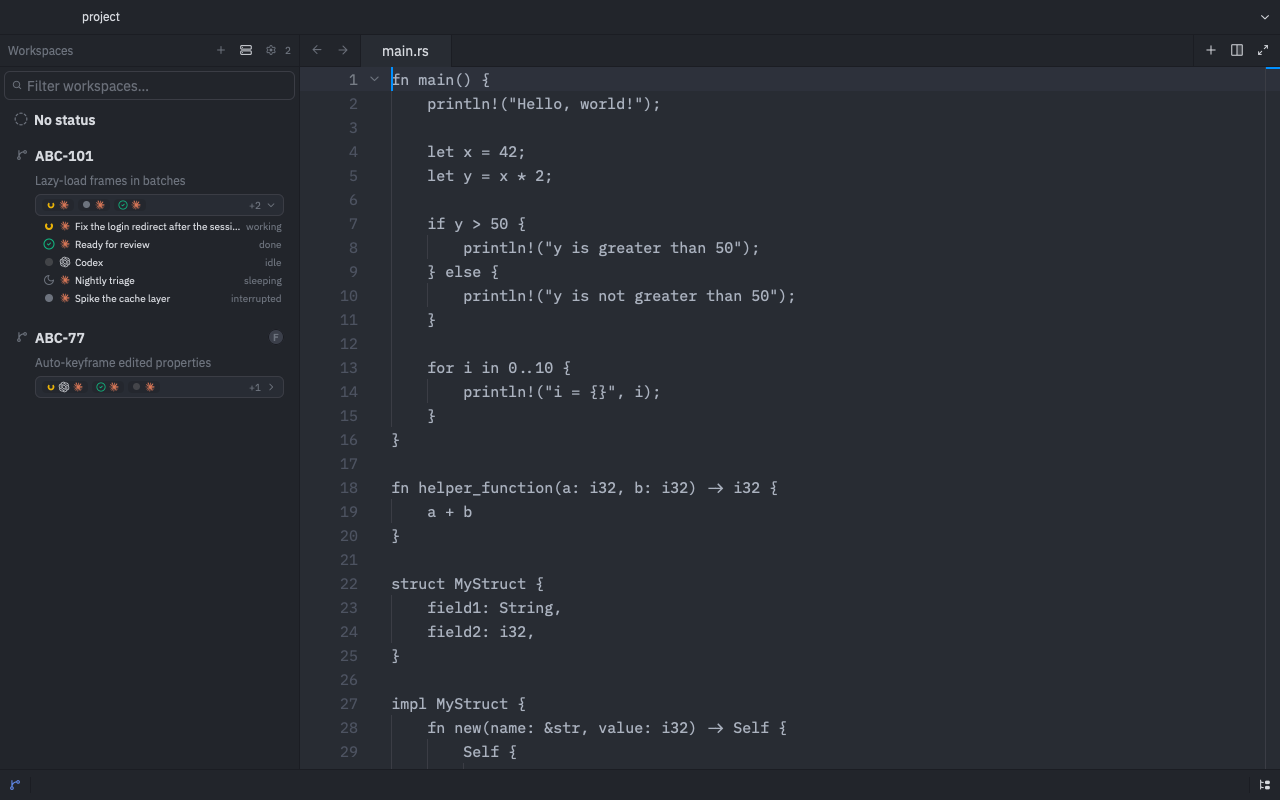 project
Workspaces 2
main.rs
Filter workspaces...
No status
ABC-101
Lazy-load frames in batches
+2
Fix the login redirect after the sessi... working
Ready for review done
Codex idle
Nightly triage sleeping
Spike the cache layer interrupted
ABC-77 F
Auto-keyframe edited properties
+1
1 fn main() {
2 println!("Hello, world!");
3
4 let x = 42;
5 let y = x * 2;
6
7 if y > 50 {
8 println!("y is greater than 50");
9 } else {
10 println!("y is not greater than 50");
11 }
12
13 for i in 0..10 {
14 println!("i = {}", i);
15 }
16 }
17
18 fn helper_function(a: i32, b: i32) -> i32 {
19 a + b
20 }
21
22 struct MyStruct {
23 field1: String,
24 field2: i32,
25 }
26
27 impl MyStruct {
28 fn new(name: &str, value: i32) -> Self {
29 Self {